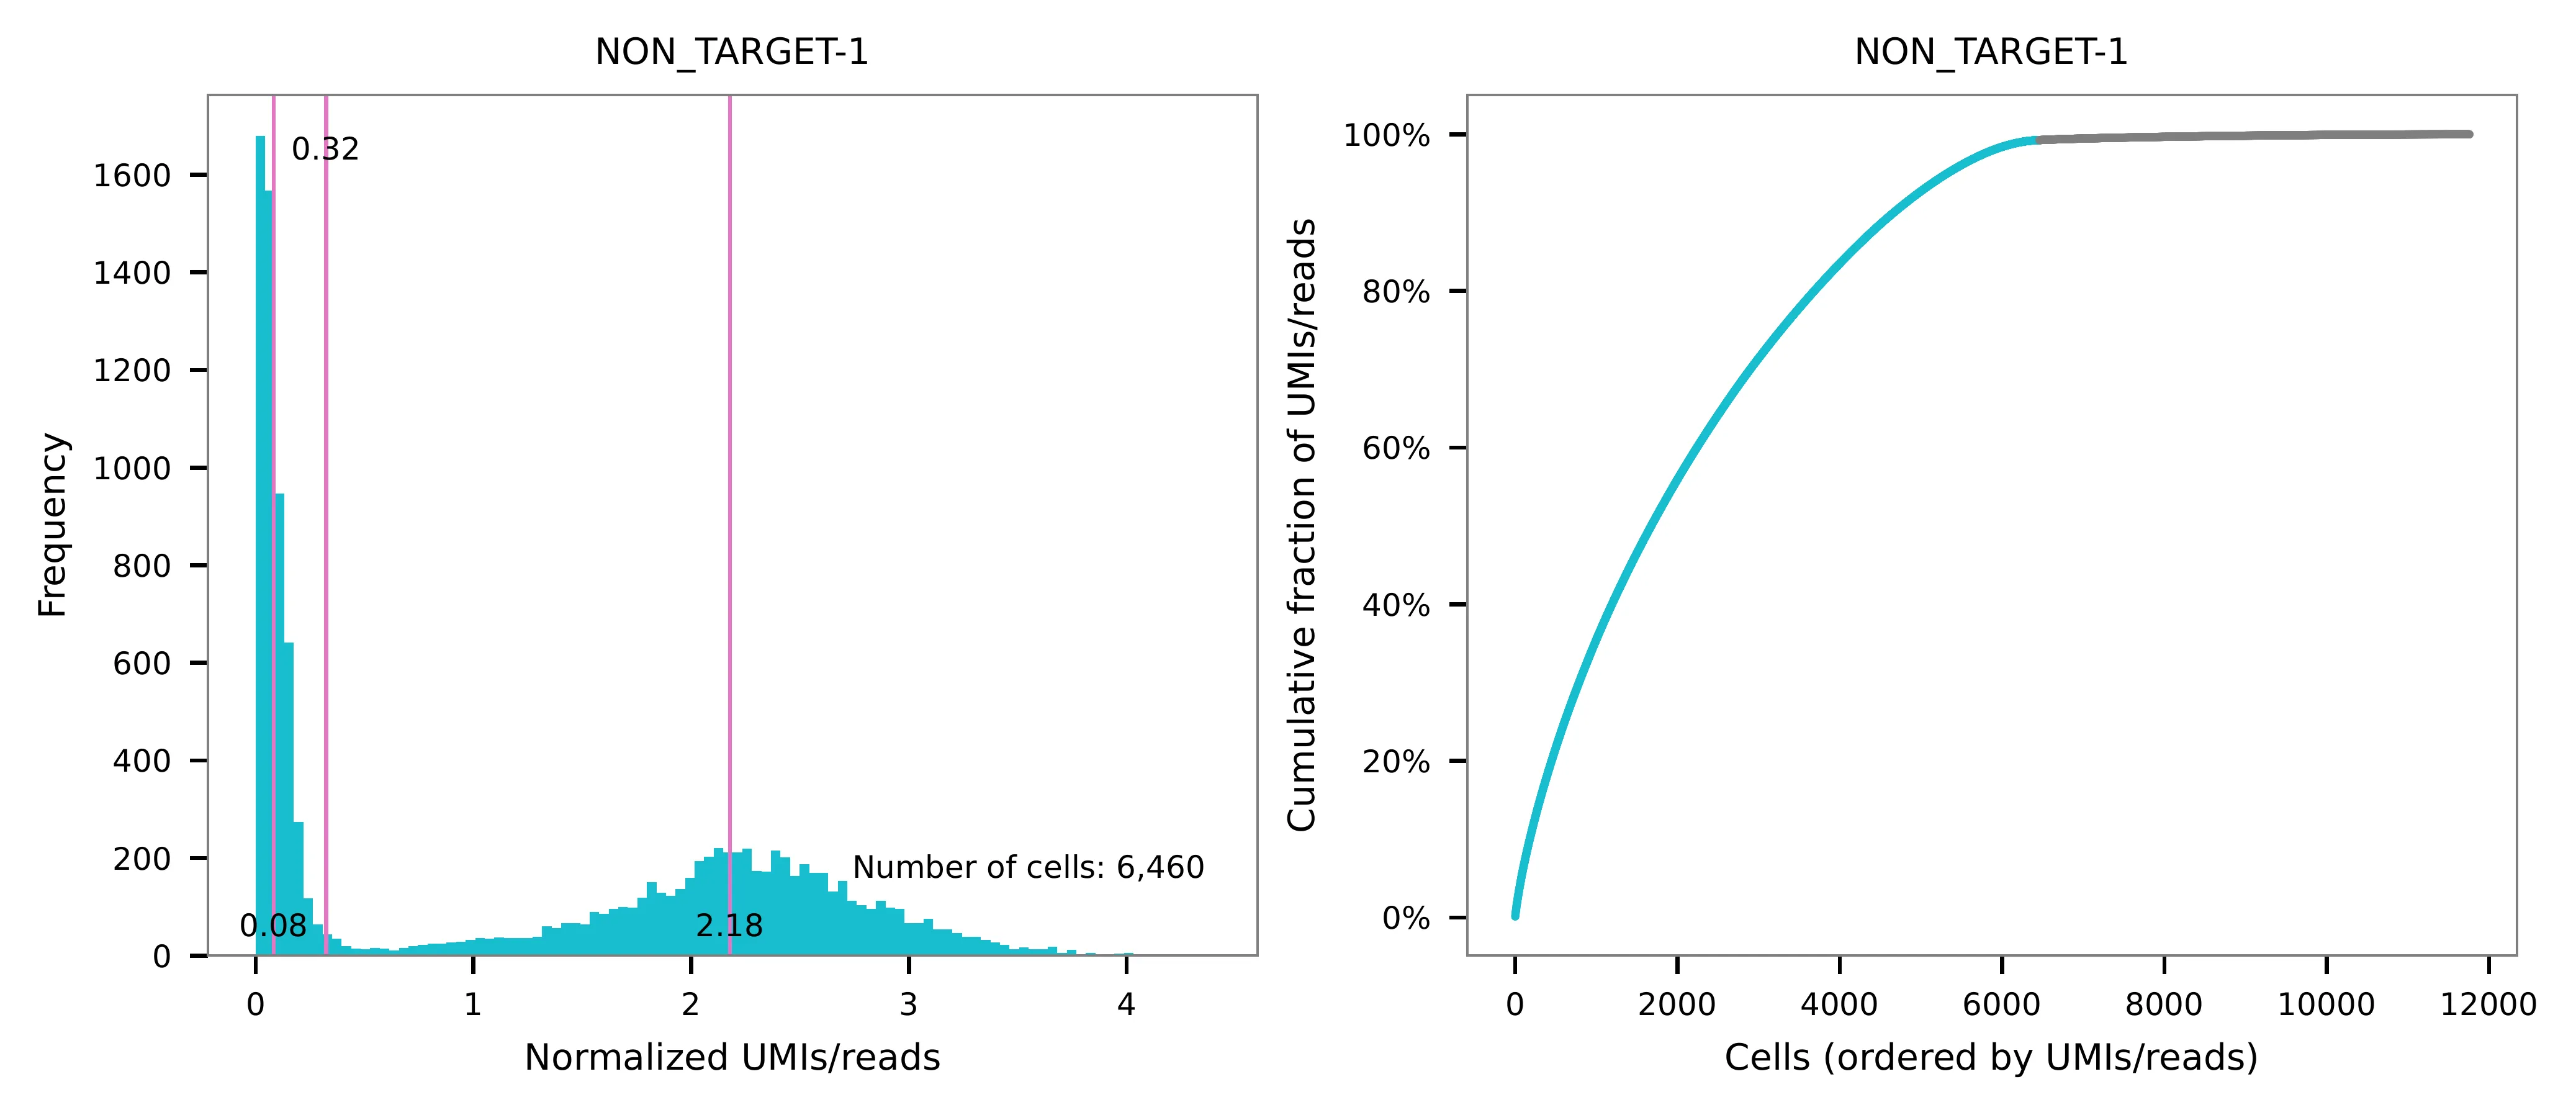 NON_TARGET-1
Frequency
1600
1400
1200
1000
800
600
400
200
0
0.32
0.08
2.18
Number of cells: 6,460
0 1 2 3 4
Normalized UMIs/reads
NON_TARGET-1
Cumulative fraction of UMIs/reads
100%
80%
60%
40%
20%
0%
0 2000 4000 6000 8000 10000 12000
Cells (ordered by UMIs/reads)